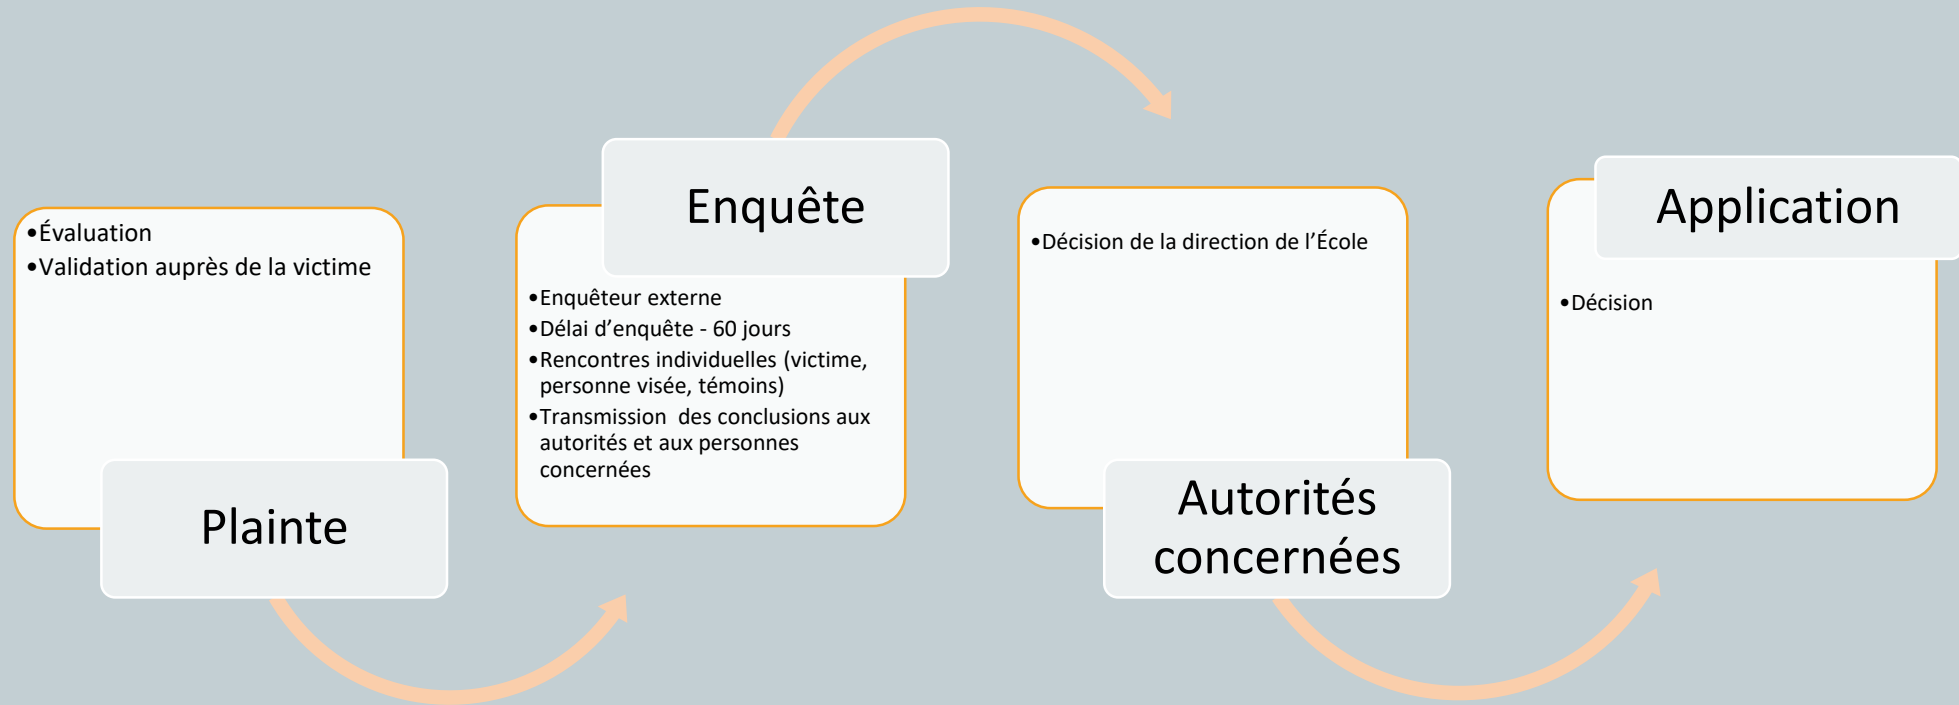 •Évaluation
•Validation auprès de la victime
Plainte
Enquête
•Enquêteur externe
•Délai d’enquête - 60 jours
•Rencontres individuelles (victime,
personne visée, témoins)
•Transmission des conclusions aux
autorités et aux personnes
concernées
•Décision de la direction de l’École
Autorités
concernées
Application
•Décision